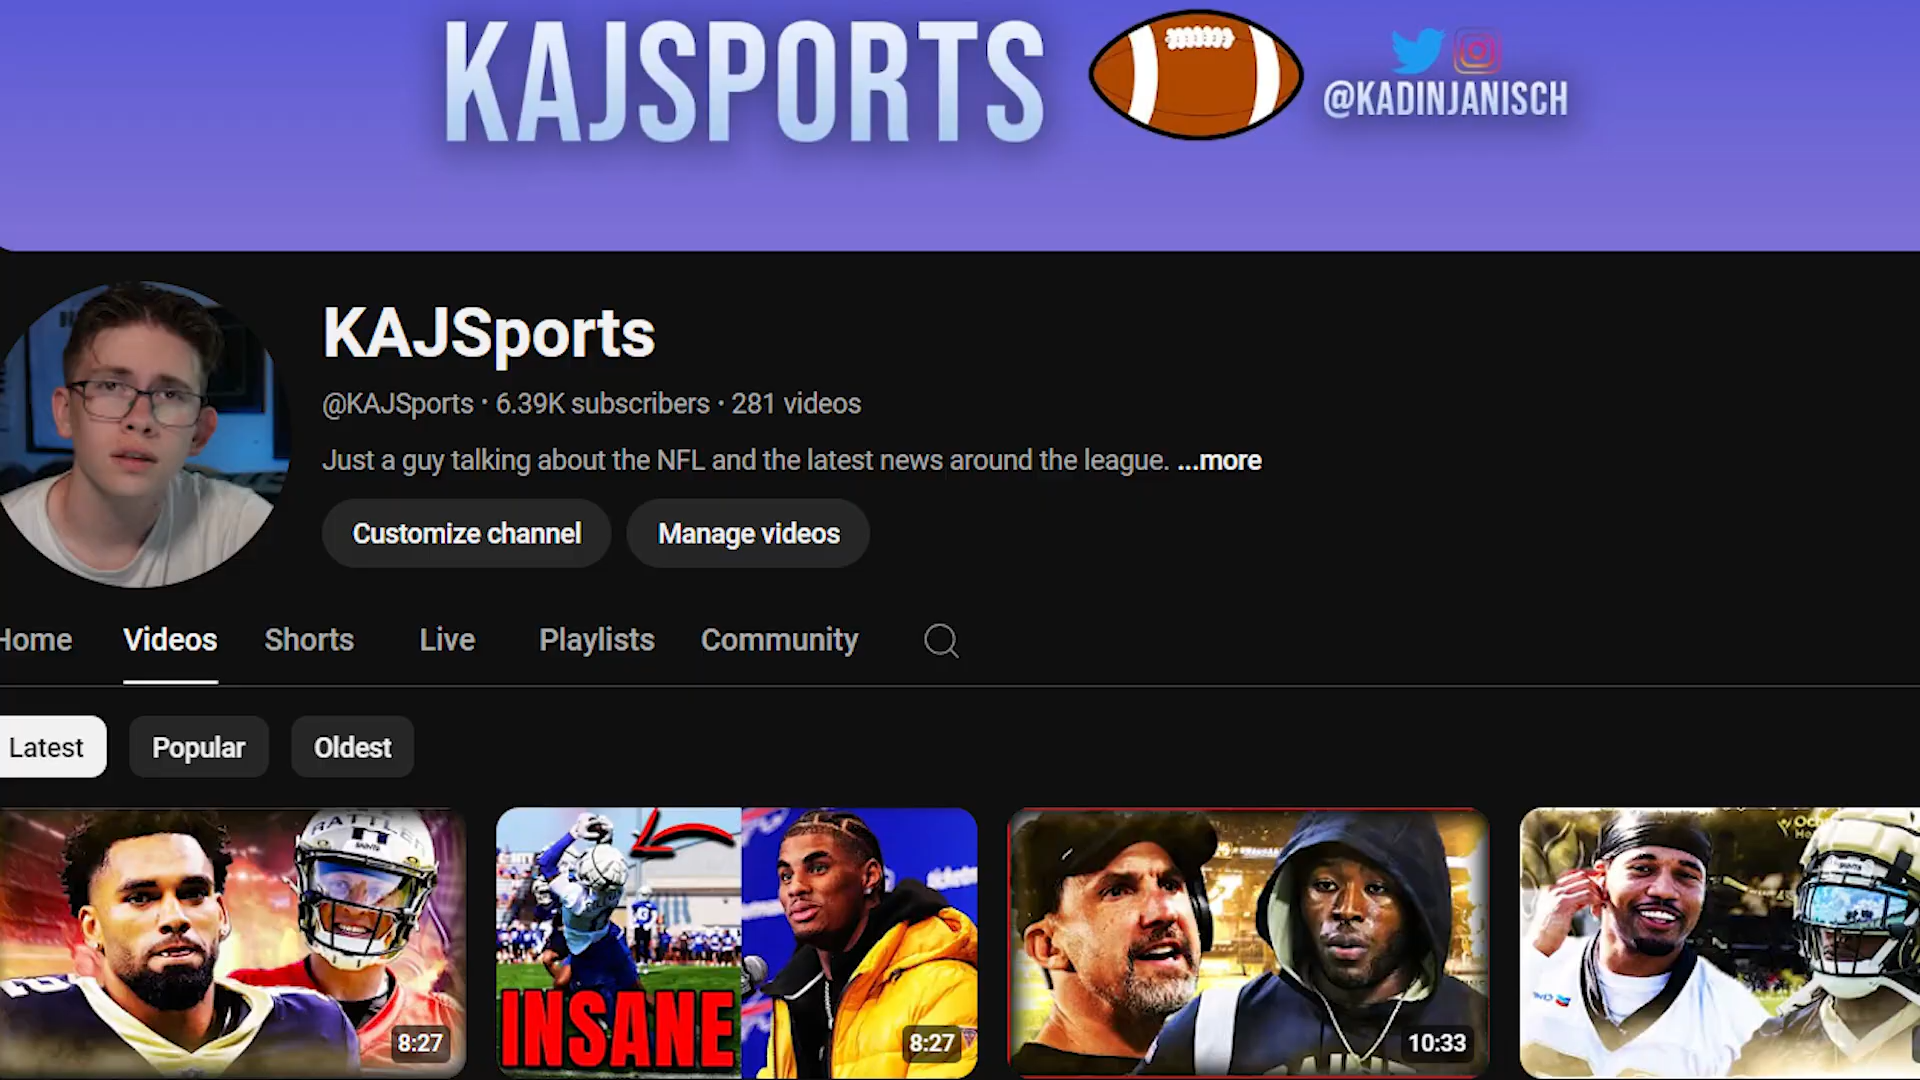 KAJSPORTS
@KADINJANISCH
KAJSports
@KAJSports · 6.39K subscribers · 281 videos
Just a guy talking about the NFL and the latest news around the league. ...more
Customize channel Manage videos
Home Videos Shorts Live Playlists Community
Latest Popular Oldest
RATTLE
SAINTS
INSANE
8:27
8:27
10:33